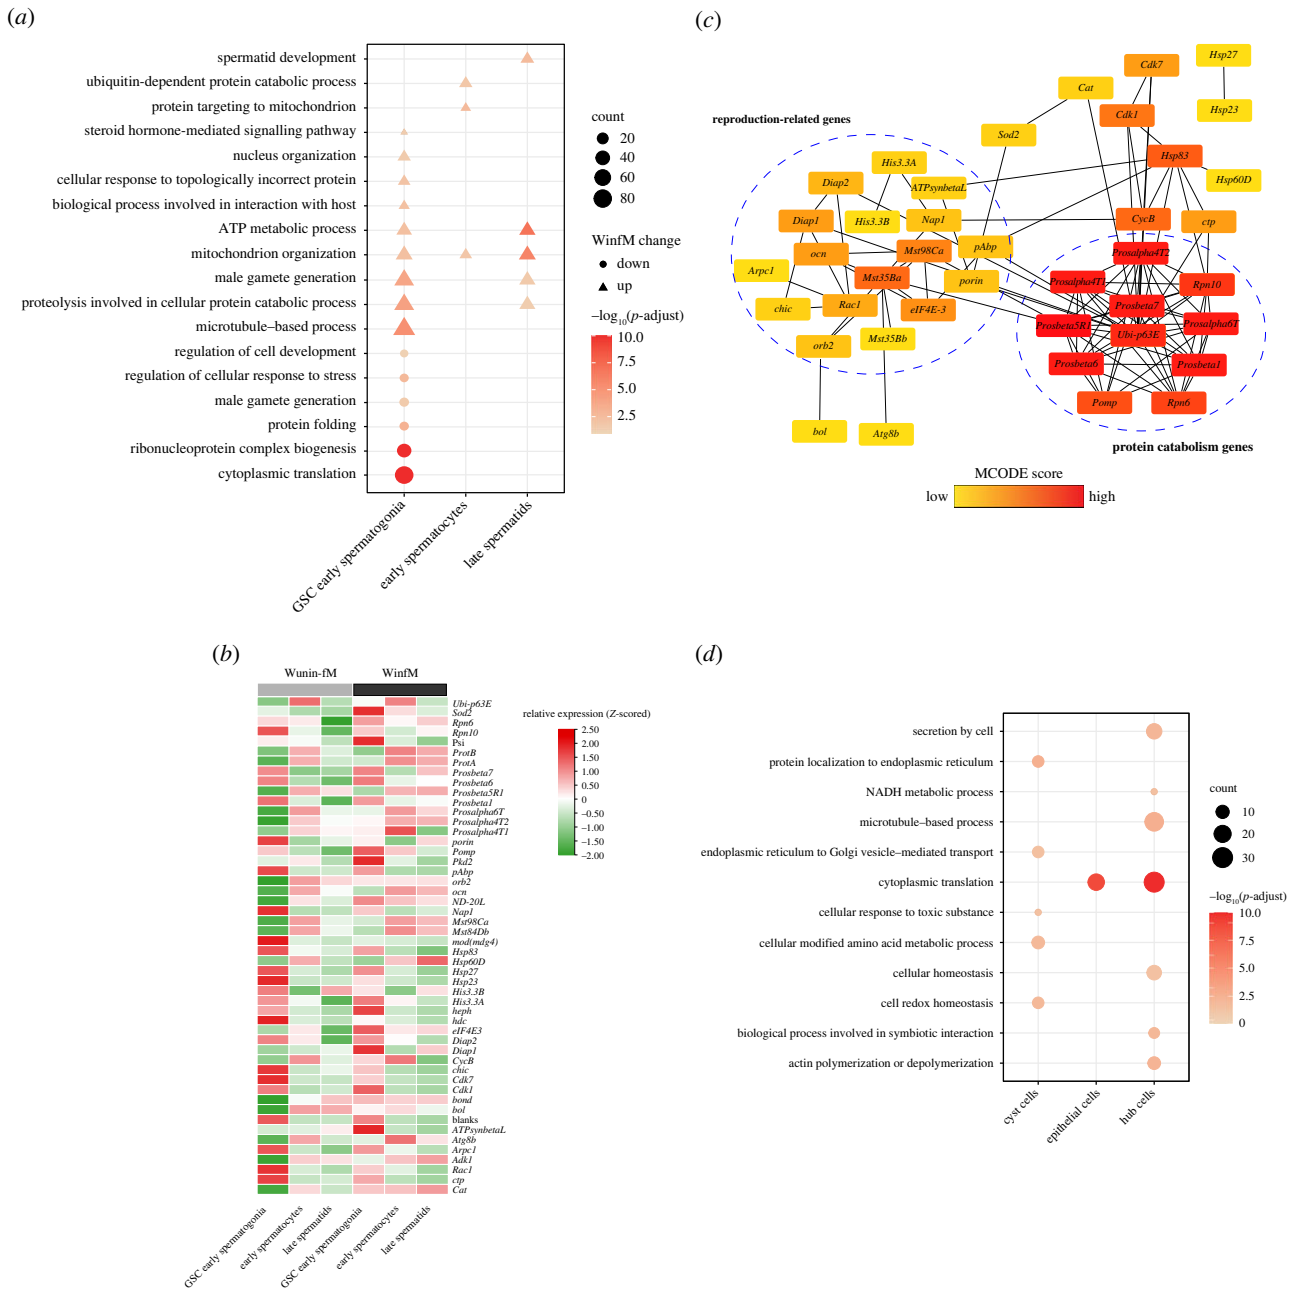 (a)
spermatid development
ubiquitin-dependent protein catabolic process
protein targeting to mitochondrion
steroid hormone-mediated signalling pathway
nucleus organization
cellular response to topologically incorrect protein
biological process involved in interaction with host
ATP metabolic process
mitochondrion organization
male gamete generation
proteolysis involved in cellular protein catabolic process
microtubule–based process
regulation of cell development
regulation of cellular response to stress
male gamete generation
protein folding
ribonucleoprotein complex biogenesis
cytoplasmic translation
GSC early spermatogonia
early spermatocytes
late spermatids
count
20
40
60
80
WinfM change
down
up
–log10(p-adjust)
10.0
7.5
5.0
2.5
(c)
reproduction-related genes
Hsp27
Cdk7
Cat
Hsp23
Cdk1
Sod2
Hsp83
His3.3A
Hsp60D
Diap2
ATPsynbetaL
Diap1
His3.3B
Nap1
CycB
ctp
ocn
Mst98Ca
pAbp
Prosalpha4T2
Arpc1
Mst35Ba
porin
Prosalpha4T1
Rpn10
chic
Rac1
eIF4E-3
Prosbeta7
Prosbeta5R1
Prosalpha6T
Ubi-p63E
orb2
Mst35Bb
Prosbeta6
Prosbeta1
Pomp
Rpn6
bol
Atg8b
protein catabolism genes
MCODE score
low
high
(b)
Wunin-fM
WinfM
Ubi-p63E
Sod2
Rpn6
Rpn10
Psi
ProtB
ProtA
Prosbeta7
Prosbeta6
Prosbeta5R1
Prosbeta1
Prosalpha6T
Prosalpha4T2
Prosalpha4T1
porin
Pomp
Pkd2
pAbp
orb2
ocn
ND-20L
Nap1
Mst98Ca
Mst84Db
mod(mdg4)
Hsp83
Hsp60D
Hsp27
Hsp23
His3.3B
His3.3A
heph
hdc
eIF4E3
Diap2
Diap1
CycB
chic
Cdk7
Cdk1
bond
bol
blanks
ATPsynbetaL
Atg8b
Arpc1
Adk1
Rac1
ctp
Cat
GSC early spermatogonia
early spermatocytes
late spermatids
GSC early spermatogonia
early spermatocytes
late spermatids
relative expression (Z-scored)
2.50
2.00
1.50
1.00
0.50
0
−0.50
−1.00
−1.50
−2.00
(d)
secretion by cell
protein localization to endoplasmic reticulum
NADH metabolic process
microtubule–based process
endoplasmic reticulum to Golgi vesicle–mediated transport
cytoplasmic translation
cellular response to toxic substance
cellular modified amino acid metabolic process
cellular homeostasis
cell redox homeostasis
biological process involved in symbiotic interaction
actin polymerization or depolymerization
cyst cells
epithelial cells
hub cells
count
10
20
30
–log10(p-adjust)
10.0
7.5
5.0
2.5
0